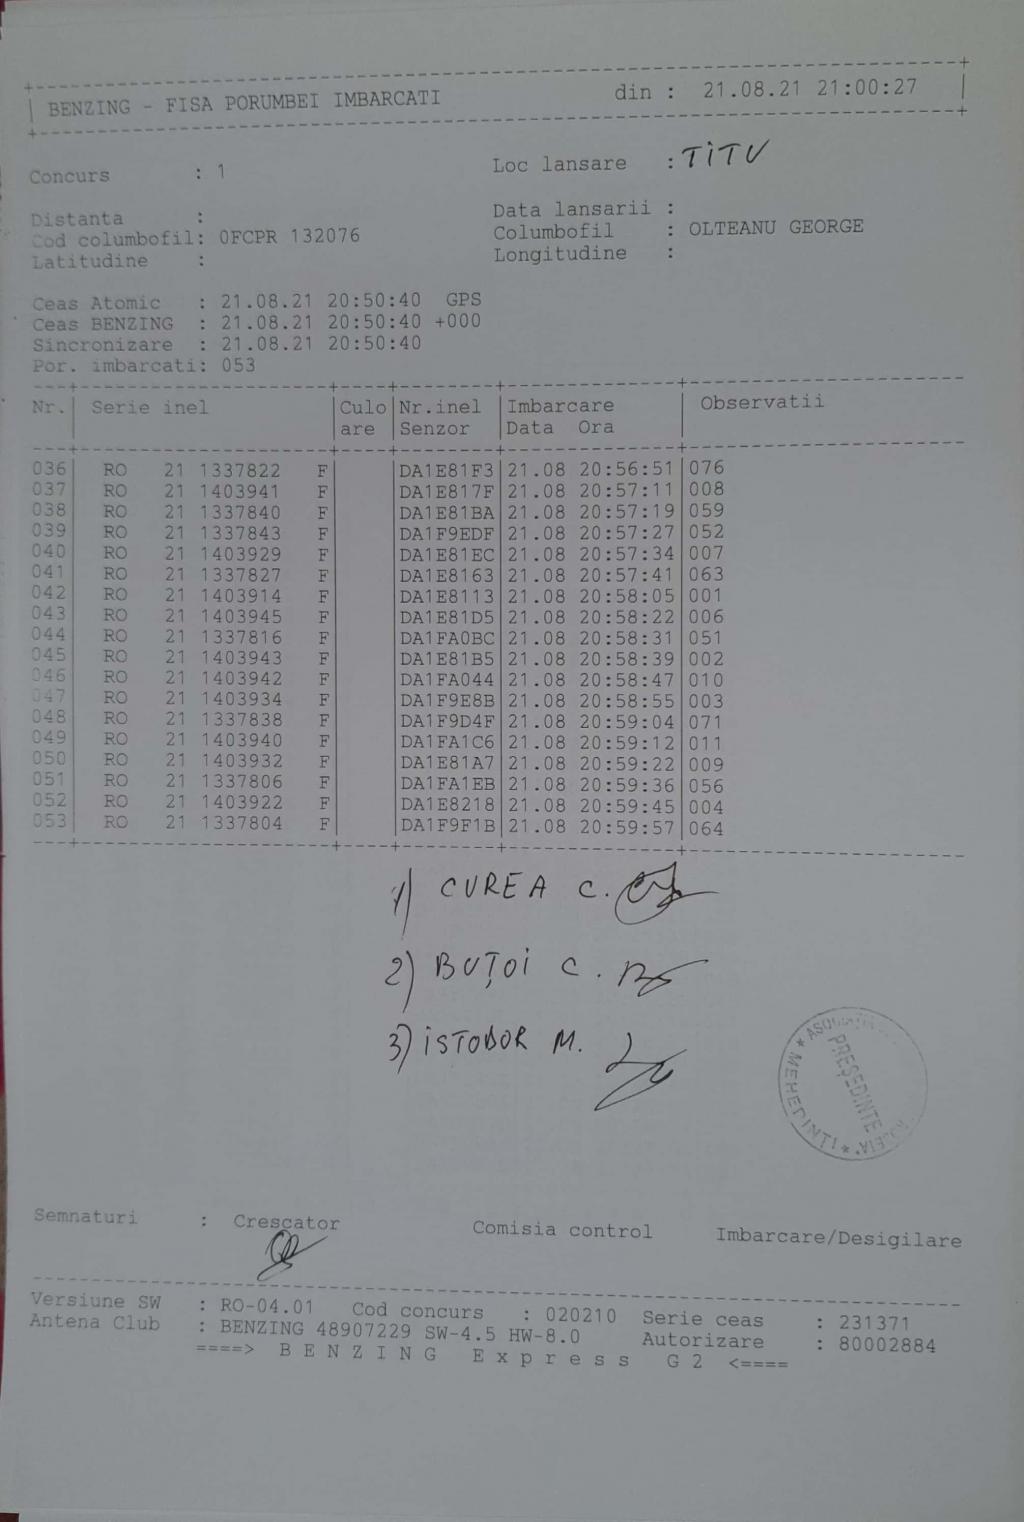 BENZING - FISA PORUMBEI IMBARCATI din : 21.08.21 21:00:27
Concurs : 1 Loc lansare : TiTU
Distanta : Data lansarii :
Cod columbofil: 0FCPR 132076 Columbofil : OLTEANU GEORGE
Latitudine : Longitudine :
Ceas Atomic : 21.08.21 20:50:40 GPS
Ceas BENZING : 21.08.21 20:50:40 +000
Sincronizare : 21.08.21 20:50:40
Por. imbarcati: 053
Nr. Serie inel Culo Nr.inel Imbarcare Observatii
are Senzor Data Ora
036 RO 21 1337822 F DA1E81F3 21.08 20:56:51 076
037 RO 21 1403941 F DA1E817F 21.08 20:57:11 008
038 RO 21 1337840 F DA1E81BA 21.08 20:57:19 059
039 RO 21 1337843 F DA1F9EDF 21.08 20:57:27 052
040 RO 21 1403929 F DA1E81EC 21.08 20:57:34 007
041 RO 21 1337827 F DA1E8163 21.08 20:57:41 063
042 RO 21 1403914 F DA1E8113 21.08 20:58:05 001
043 RO 21 1403945 F DA1E81D5 21.08 20:58:22 006
044 RO 21 1337816 F DA1FA0BC 21.08 20:58:31 051
045 RO 21 1403943 F DA1E81B5 21.08 20:58:39 002
046 RO 21 1403942 F DA1FA044 21.08 20:58:47 010
047 RO 21 1403934 F DA1F9E8B 21.08 20:58:55 003
048 RO 21 1337838 F DA1F9D4F 21.08 20:59:04 071
049 RO 21 1403940 F DA1FA1C6 21.08 20:59:12 011
050 RO 21 1403932 F DA1E81A7 21.08 20:59:22 009
051 RO 21 1337806 F DA1FA1EB 21.08 20:59:36 056
052 RO 21 1403922 F DA1E8218 21.08 20:59:45 004
053 RO 21 1337804 F DA1F9F1B 21.08 20:59:57 064
1) CUREA C.
2) BUȚOi C.
3) iSTODOR M.
PREȘEDINTE
* MEHEDINȚI *
Semnaturi : Crescator Comisia control Imbarcare/Desigilare
Versiune SW : RO-04.01 Cod concurs : 020210 Serie ceas : 231371
Antena Club : BENZING 48907229 SW-4.5 HW-8.0 Autorizare : 80002884
====> B E N Z I N G E x p r e s s G 2 <====